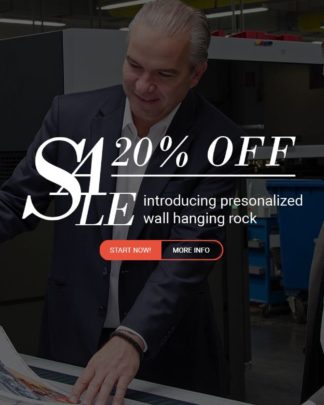 SALE
20% OFF
introducing presonalized
wall hanging rock
START NOW!
MORE INFO